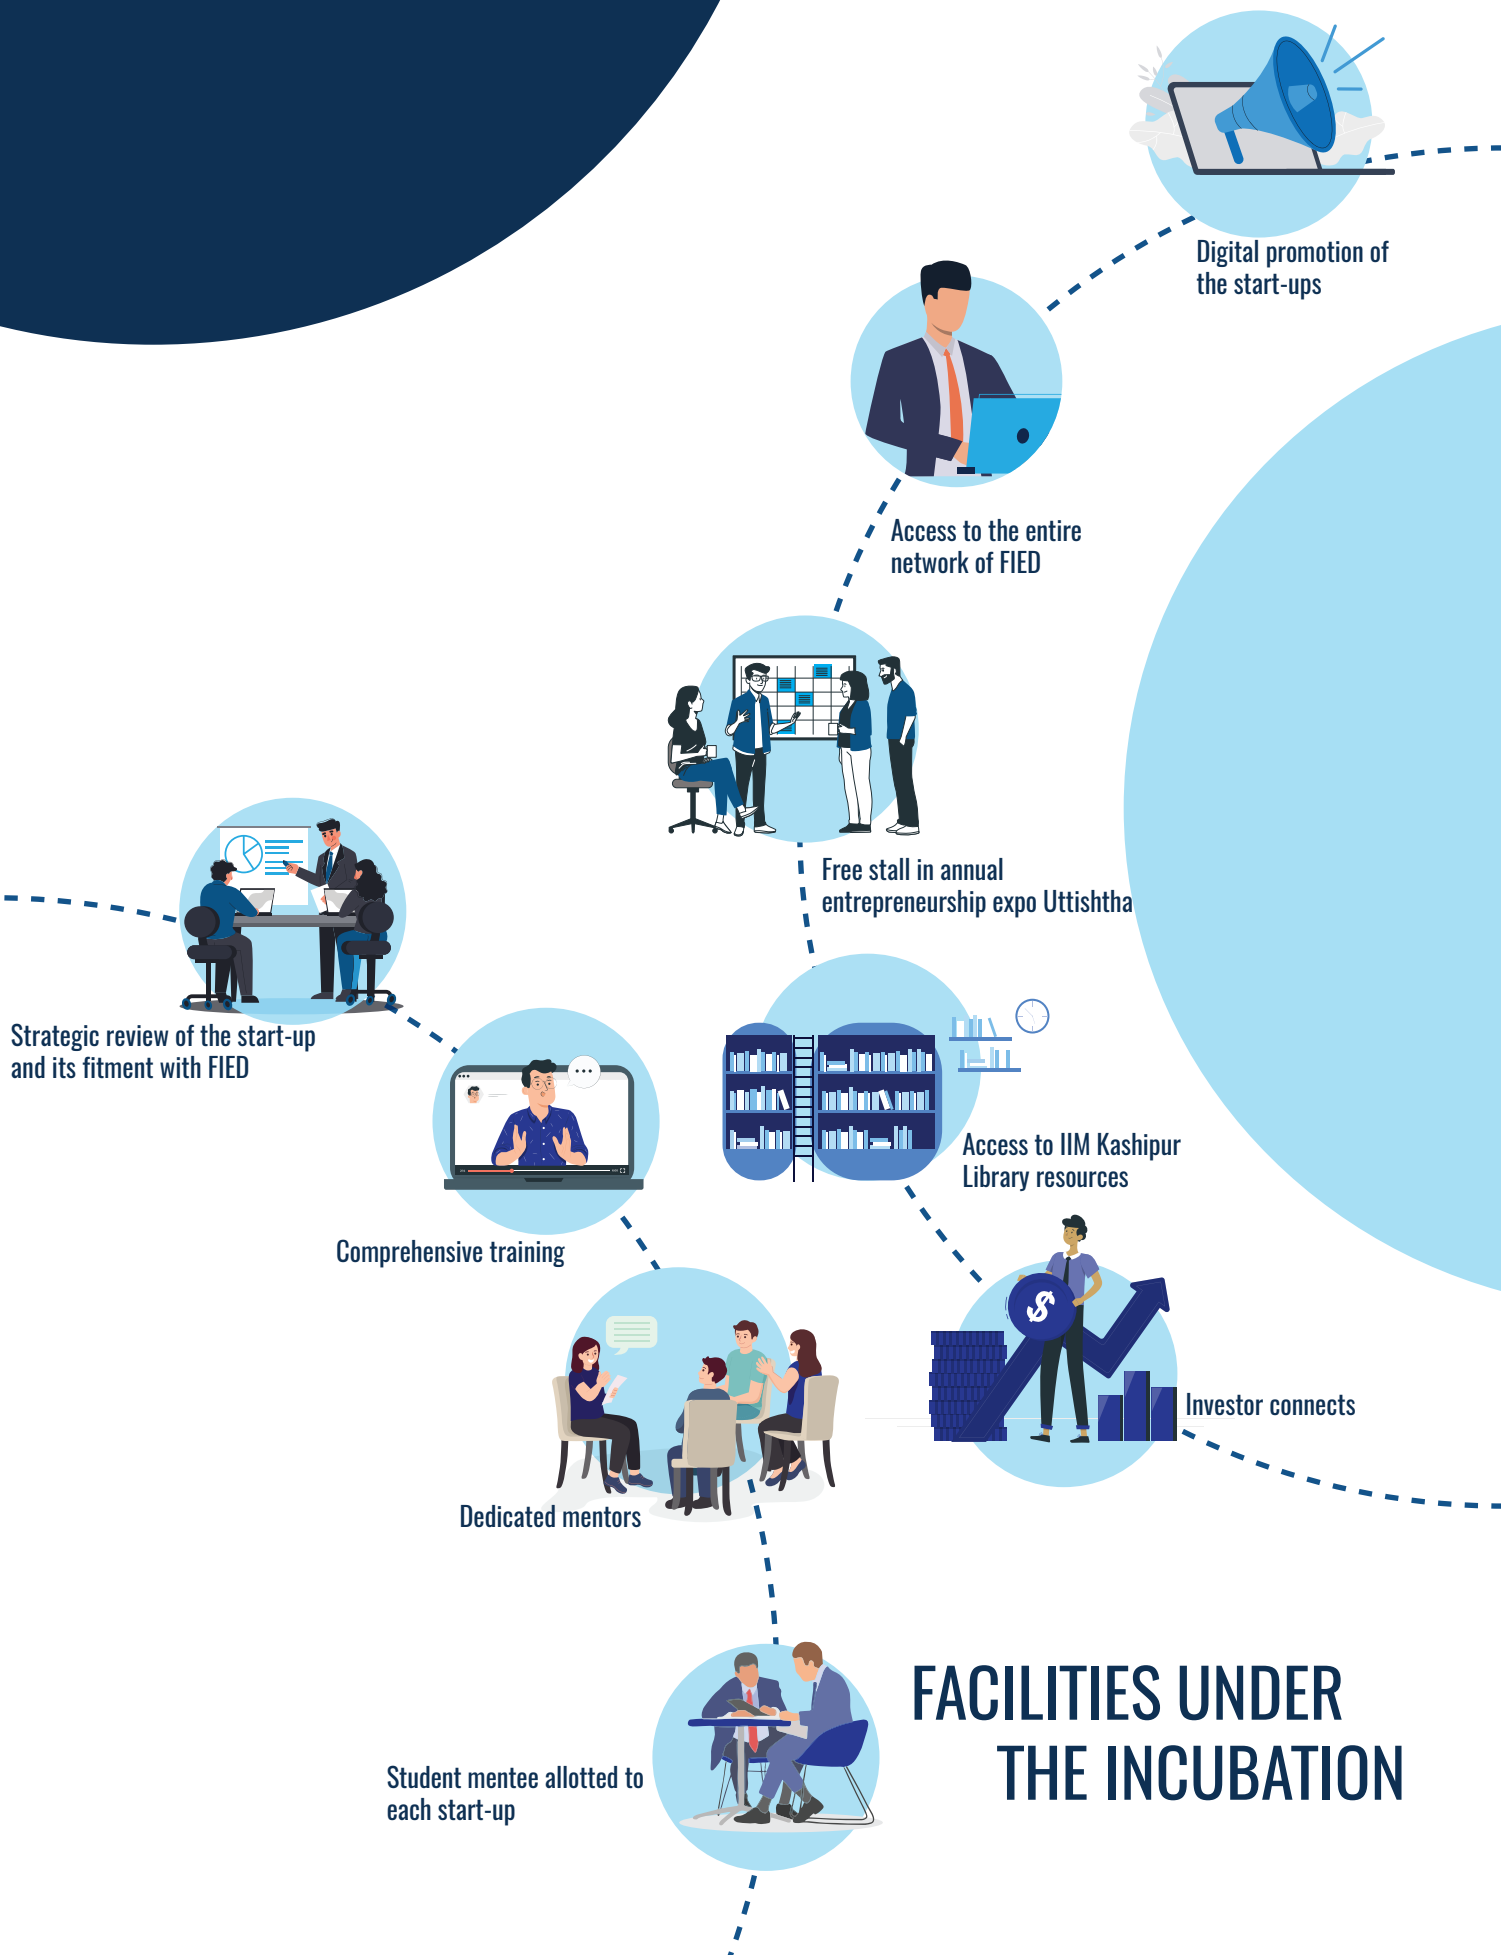 Digital promotion of
the start-ups
Access to the entire
network of FIED
Free stall in annual
entrepreneurship expo Uttishtha
Strategic review of the start-up
and its fitment with FIED
Comprehensive training
Access to IIM Kashipur
Library resources
Investor connects
Dedicated mentors
Student mentee allotted to
each start-up
FACILITIES UNDER
THE INCUBATION